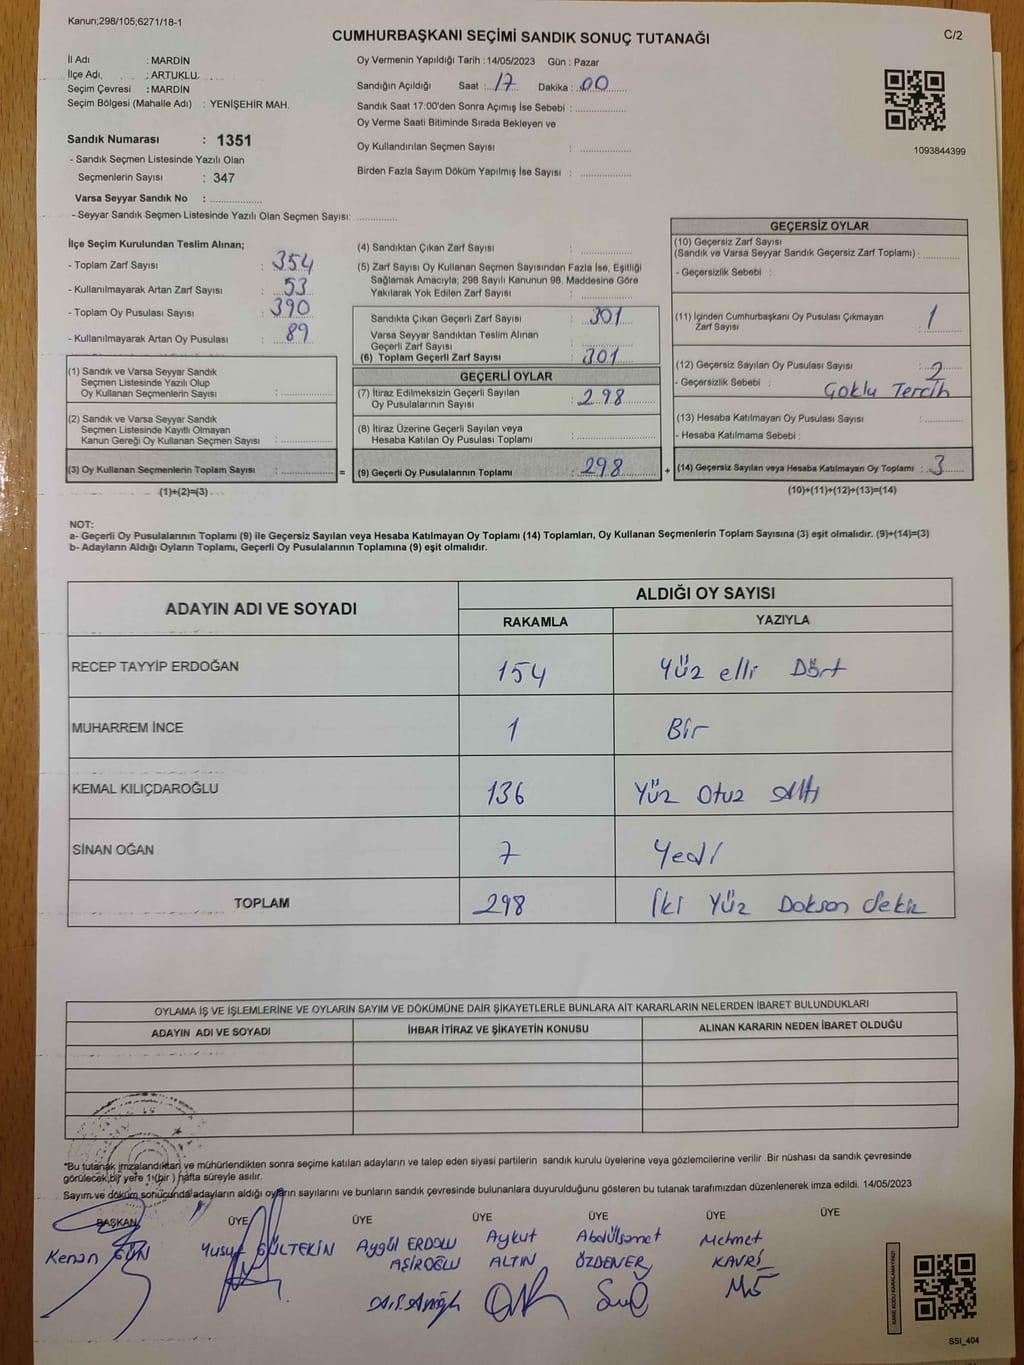 Kanun;298/105;6271/18-1
C/2
CUMHURBAŞKANI SEÇİMİ SANDIK SONUÇ TUTANAĞI
İl Adı : MARDİN
İlçe Adı : ARTUKLU
Seçim Çevresi : MARDİN
Seçim Bölgesi (Mahalle Adı) : YENİŞEHİR MAH.
Sandık Numarası : 1351
- Sandık Seçmen Listesinde Yazılı Olan
Seçmenlerin Sayısı : 347
Varsa Seyyar Sandık No : ................
- Seyyar Sandık Seçmen Listesinde Yazılı Olan Seçmen Sayısı: ............
Oy Vermenin Yapıldığı Tarih : 14/05/2023 Gün : Pazar
Sandığın Açıldığı Saat : 17 Dakika : 00
Sandık Saat 17:00'den Sonra Açmış İse Sebebi : ................
Oy Verme Saati Bitiminde Sırada Bekleyen ve
Oy Kullandırılan Seçmen Sayısı : ................
Birden Fazla Sayım Döküm Yapılmış İse Sayısı : ................
1093844399
İlçe Seçim Kurulundan Teslim Alınan;
- Toplam Zarf Sayısı : 354
- Kullanılmayarak Artan Zarf Sayısı : 53
- Toplam Oy Pusulası Sayısı : 390
- Kullanılmayarak Artan Oy Pusulası : 89
(1) Sandık ve Varsa Seyyar Sandık
Seçmen Listesinde Yazılı Olup
Oy Kullanan Seçmenlerin Sayısı : ................
(2) Sandık ve Varsa Seyyar Sandık
Seçmen Listesinde Kayıtlı Olmayan
Kanun Gereği Oy Kullanan Seçmen Sayısı : ................
(3) Oy Kullanan Seçmenlerin Toplam Sayısı : ................ =
(1)+(2)=(3)
(4) Sandıktan Çıkan Zarf Sayısı : ................
(5) Zarf Sayısı Oy Kullanan Seçmen Sayısından Fazla İse, Eşitliği
Sağlamak Amacıyla; 298 Sayılı Kanunun 98. Maddesine Göre
Yakılarak Yok Edilen Zarf Sayısı : ................
Sandıkta Çıkan Geçerli Zarf Sayısı : 301
Varsa Seyyar Sandıktan Teslim Alınan
Geçerli Zarf Sayısı :
(6) Toplam Geçerli Zarf Sayısı : 301
GEÇERLİ OYLAR
(7) İtiraz Edilmeksizin Geçerli Sayılan
Oy Pusulalarının Sayısı : 298
(8) İtiraz Üzerine Geçerli Sayılan veya
Hesaba Katılan Oy Pusulası Toplamı : ................
(9) Geçerli Oy Pusulalarının Toplamı : 298 +
GEÇERSİZ OYLAR
(10) Geçersiz Zarf Sayısı
(Sandık ve Varsa Seyyar Sandık Geçersiz Zarf Toplamı) : ............
- Geçersizlik Sebebi :
(11) İçinden Cumhurbaşkanı Oy Pusulası Çıkmayan
Zarf Sayısı : 1
(12) Geçersiz Sayılan Oy Pusulası Sayısı : 2
- Geçersizlik Sebebi : Çoklu Tercih
(13) Hesaba Katılmayan Oy Pusulası Sayısı : ............
- Hesaba Katılmama Sebebi :
(14) Geçersiz Sayılan veya Hesaba Katılmayan Oy Toplamı : 3
(10)+(11)+(12)+(13)=(14)
NOT:
a- Geçerli Oy Pusulalarının Toplamı (9) ile Geçersiz Sayılan veya Hesaba Katılmayan Oy Toplamı (14) Toplamları, Oy Kullanan Seçmenlerin Toplam Sayısına (3) eşit olmalıdır. (9)+(14)=(3)
b- Adayların Aldığı Oyların Toplamı, Geçerli Oy Pusulalarının Toplamına (9) eşit olmalıdır.
ADAYIN ADI VE SOYADI ALDIĞI OY SAYISI
RAKAMLA YAZIYLA
RECEP TAYYİP ERDOĞAN 154 Yüz elli Dört
MUHARREM İNCE 1 Bir
KEMAL KILIÇDAROĞLU 136 Yüz Otuz Altı
SİNAN OĞAN 7 Yedi
TOPLAM 298 İki Yüz Doksan Sekiz
OYLAMA İŞ VE İŞLEMLERİNE VE OYLARIN SAYIM VE DÖKÜMÜNE DAİR ŞİKAYETLERLE BUNLARA AİT KARARLARIN NELERDEN İBARET BULUNDUKLARI
ADAYIN ADI VE SOYADI İHBAR İTİRAZ VE ŞİKAYETİN KONUSU ALINAN KARARIN NEDEN İBARET OLDUĞU
"Bu tutanak imzalandıktan ve mühürlendikten sonra seçime katılan adayların ve talep eden siyasi partilerin sandık kurulu üyelerine veya gözlemcilerine verilir .Bir nüshası da sandık çevresinde
görülecek bir yere 1 (bir ) hafta süreyle asılır.
Sayım ve döküm sonucunda adayların aldığı oyların sayılarını ve bunların sandık çevresinde bulunanlara duyurulduğunu gösteren bu tutanak tarafımızdan düzenlenerek imza edildi. 14/05/2023
BAŞKAN ÜYE ÜYE ÜYE ÜYE ÜYE ÜYE
Kenan GÜN Yusuf GÜLTEKİN Aygül ERDOLU Aykut Abdülsamet Mehmet
AŞİROĞLU ALTIN ÖZDENER KAVRİ
SSI_404